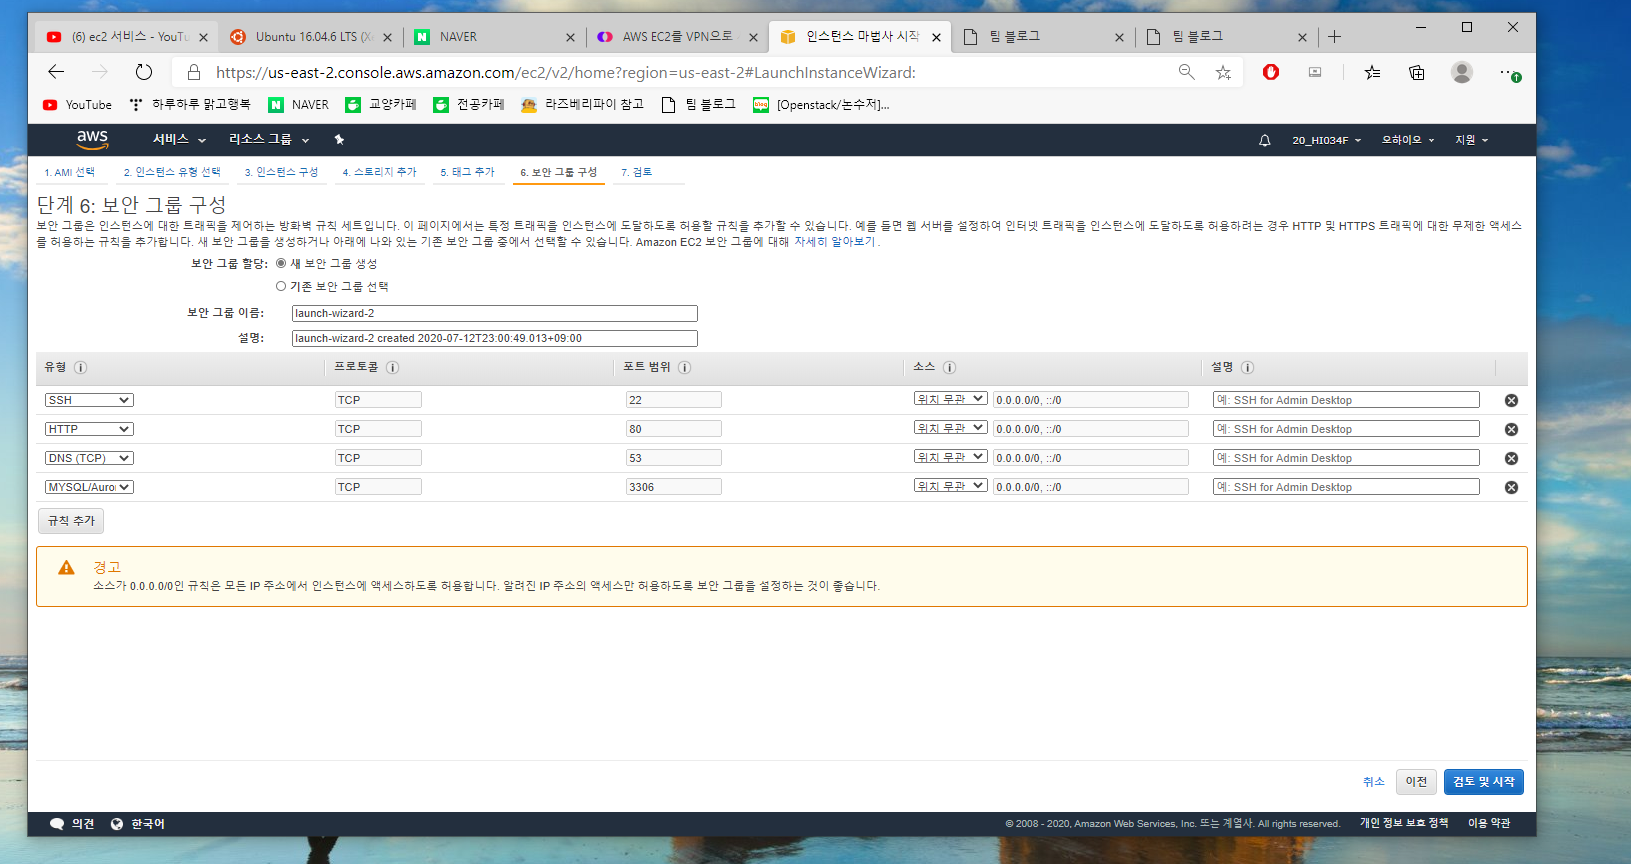 (6) ec2 서비스 - YouTu
Ubuntu 16.04.6 LTS (X
NAVER
AWS EC2를 VPN으로
인스턴스 마법사 시작
팀 블로그
팀 블로그
https://us-east-2.console.aws.amazon.com/ec2/v2/home?region=us-east-2#LaunchInstanceWizard:
YouTube
하루하루 맑고행복
NAVER
교양카페
전공카페
라즈베리파이 참고
팀 블로그
[Openstack/논수저]...
aws 서비스 리소스 그룹 20_HI034F 오하이오 지원
1. AMI 선택 2. 인스턴스 유형 선택 3. 인스턴스 구성 4. 스토리지 추가 5. 태그 추가 6. 보안 그룹 구성 7. 검토
단계 6: 보안 그룹 구성
보안 그룹은 인스턴스에 대한 트래픽을 제어하는 방화벽 규칙 세트입니다. 이 페이지에서는 특정 트래픽을 인스턴스에 도달하도록 허용할 규칙을 추가할 수 있습니다. 예를 들면 웹 서버를 설정하여 인터넷 트래픽을 인스턴스에 도달하도록 허용하려는 경우 HTTP 및 HTTPS 트래픽에 대한 무제한 액세스
를 허용하는 규칙을 추가합니다. 새 보안 그룹을 생성하거나 아래에 나와 있는 기존 보안 그룹 중에서 선택할 수 있습니다. Amazon EC2 보안 그룹에 대해 자세히 알아보기.
보안 그룹 할당: 새 보안 그룹 생성
기존 보안 그룹 선택
보안 그룹 이름: launch-wizard-2
설명: launch-wizard-2 created 2020-07-12T23:00:49.013+09:00
유형 프로토콜 포트 범위 소스 설명
SSH TCP 22 위치 무관 0.0.0.0/0, ::/0 예: SSH for Admin Desktop
HTTP TCP 80 위치 무관 0.0.0.0/0, ::/0 예: SSH for Admin Desktop
DNS (TCP) TCP 53 위치 무관 0.0.0.0/0, ::/0 예: SSH for Admin Desktop
MYSQL/Auro TCP 3306 위치 무관 0.0.0.0/0, ::/0 예: SSH for Admin Desktop
규칙 추가
경고
소스가 0.0.0.0/0인 규칙은 모든 IP 주소에서 인스턴스에 액세스하도록 허용합니다. 알려진 IP 주소의 액세스만 허용하도록 보안 그룹을 설정하는 것이 좋습니다.
취소 이전 검토 및 시작
의견 한국어 © 2008 - 2020, Amazon Web Services, Inc. 또는 계열사. All rights reserved. 개인 정보 보호 정책 이용 약관